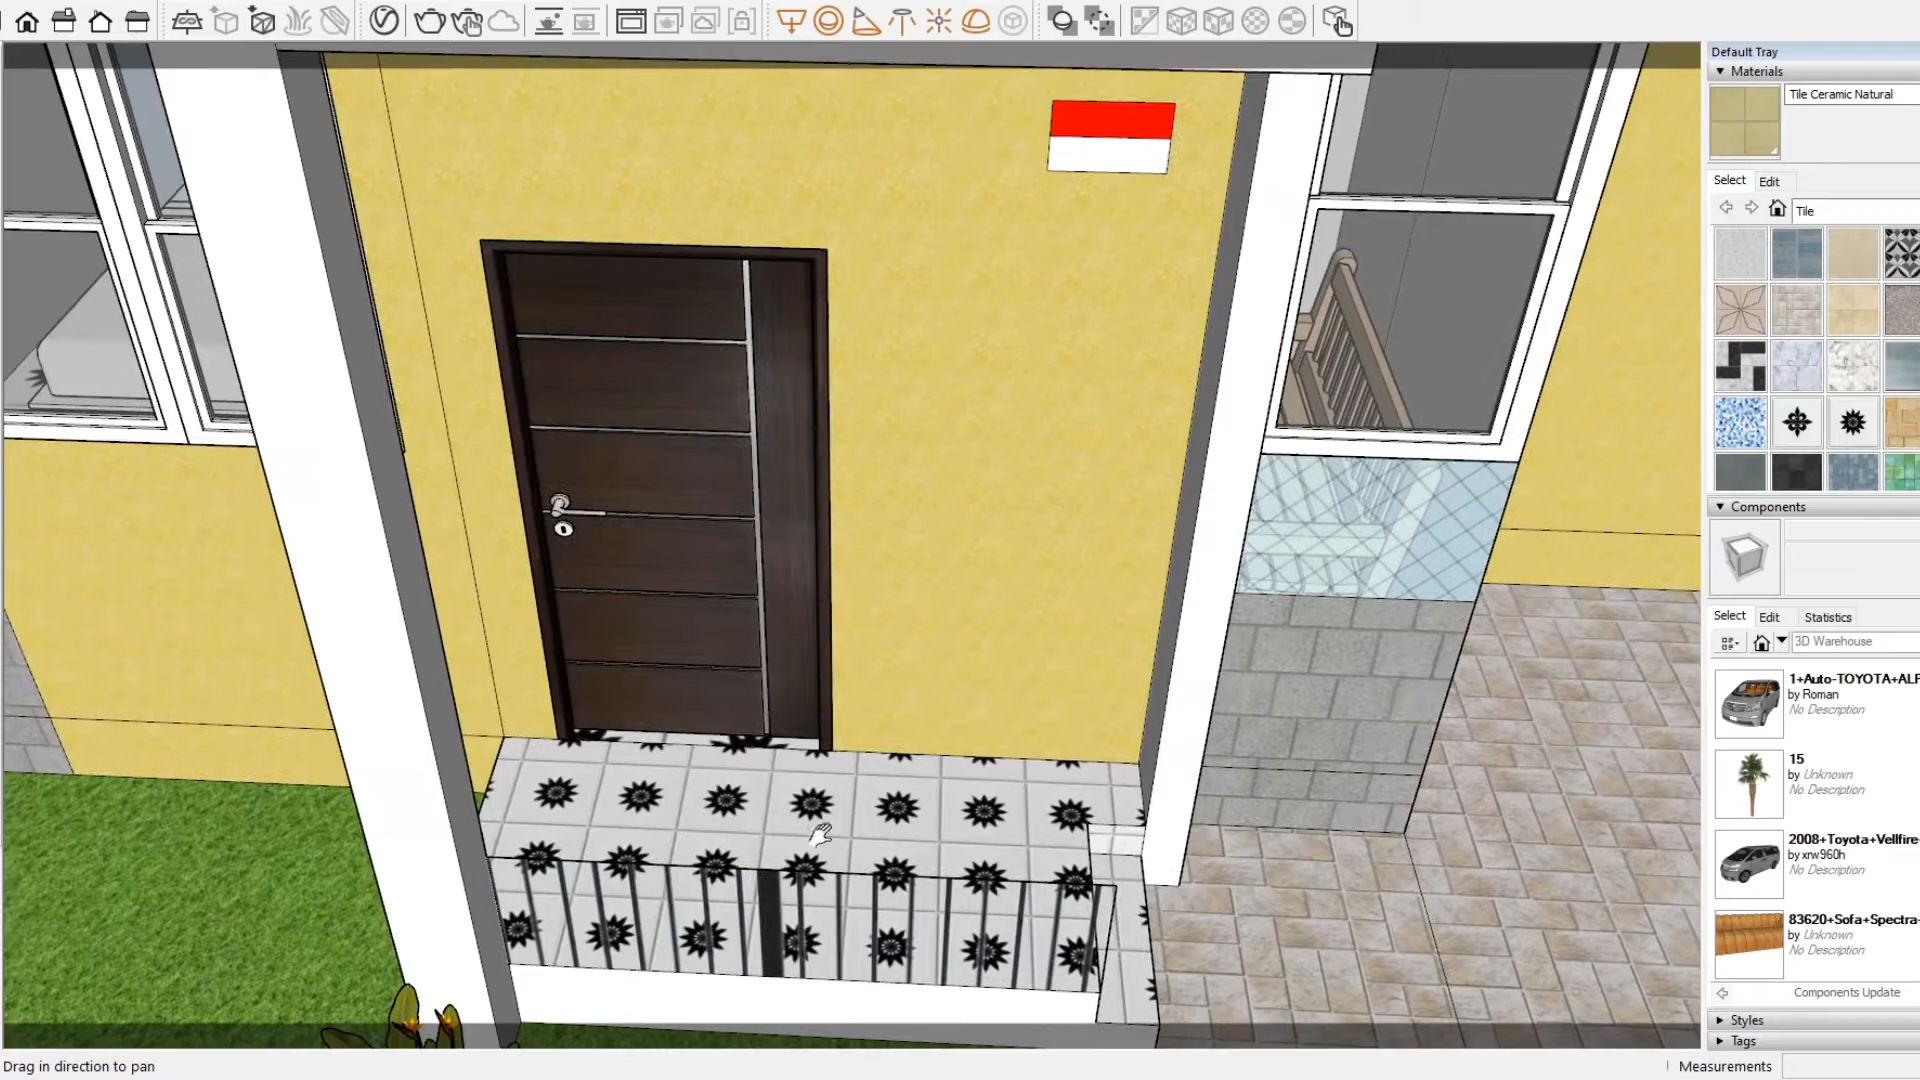 Default Tray
Materials
Tile Ceramic Natural
Select
Edit
Tile
Components
Select
Edit
Statistics
3D Warehouse
1+Auto-TOYOTA+ALF
by Roman
No Description
15
by Unknown
No Description
2008+Toyota+Vellfire
by xrw960h
No Description
83620+Sofa+Spectra
by Unknown
No Description
Components Update
Styles
Tags
Drag in direction to pan
Measurements